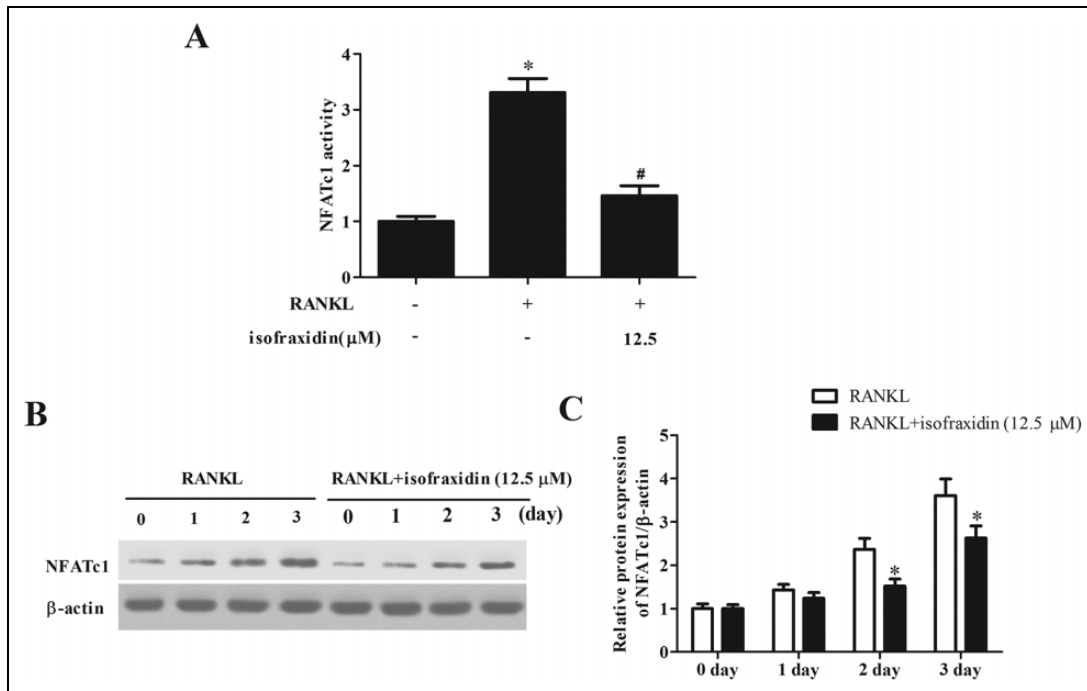 A
NFATc1 activity
4
3
2
1
0
*
#
RANKL - + +
isofraxidin(μM) - - 12.5
B
RANKL RANKL+isofraxidin (12.5 μM)
0 1 2 3 0 1 2 3 (day)
NFATc1
β-actin
C
RANKL
RANKL+isofraxidin (12.5 μM)
Relative protein expression
of NFATc1/β-actin
5
4
3
2
1
0
*
*
0 day 1 day 2 day 3 day